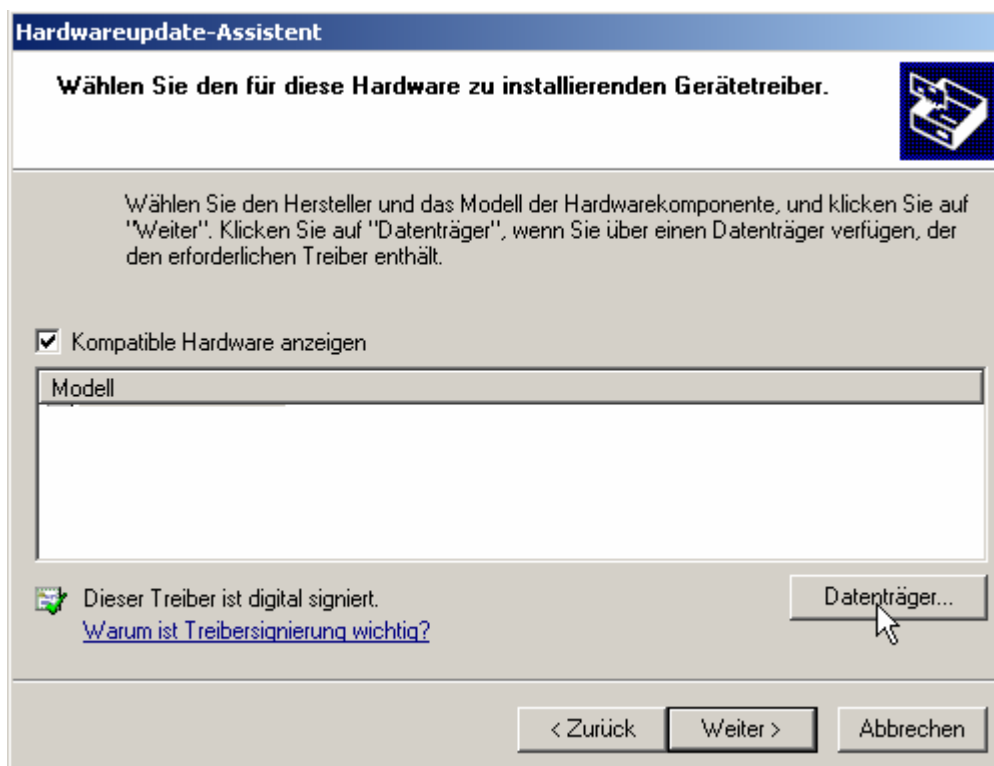 Hardwareupdate-Assistent
Wählen Sie den für diese Hardware zu installierenden Gerätetreiber.
Wählen Sie den Hersteller und das Modell der Hardwarekomponente, und klicken Sie auf
"Weiter". Klicken Sie auf "Datenträger", wenn Sie über einen Datenträger verfügen, der
den erforderlichen Treiber enthält.
Kompatible Hardware anzeigen
Modell
Dieser Treiber ist digital signiert.
Datenträger...
Warum ist Treibersignierung wichtig?
< Zurück
Weiter >
Abbrechen